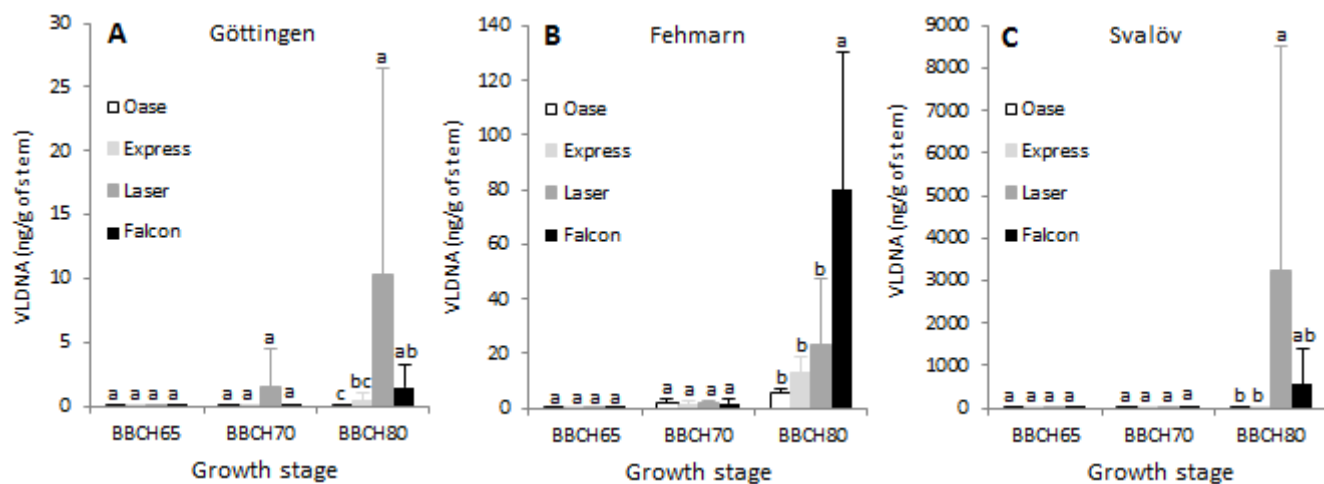 A Göttingen
VLDNA (ng/g of stem)
30
25
20
15
10
5
0
Oase
Express
Laser
Falcon
a a a a
a a a a
c bc a ab
BBCH65 BBCH70 BBCH80
Growth stage
B Fehmarn
VLDNA (ng/g of stem)
140
120
100
80
60
40
20
0
Oase
Express
Laser
Falcon
a a a a
a a a a
b b b a
BBCH65 BBCH70 BBCH80
Growth stage
C Svalöv
VLDNA (ng/g of stem)
9000
8000
7000
6000
5000
4000
3000
2000
1000
0
Oase
Express
Laser
Falcon
a a a a
a a a a
b b a ab
BBCH65 BBCH70 BBCH80
Growth stage